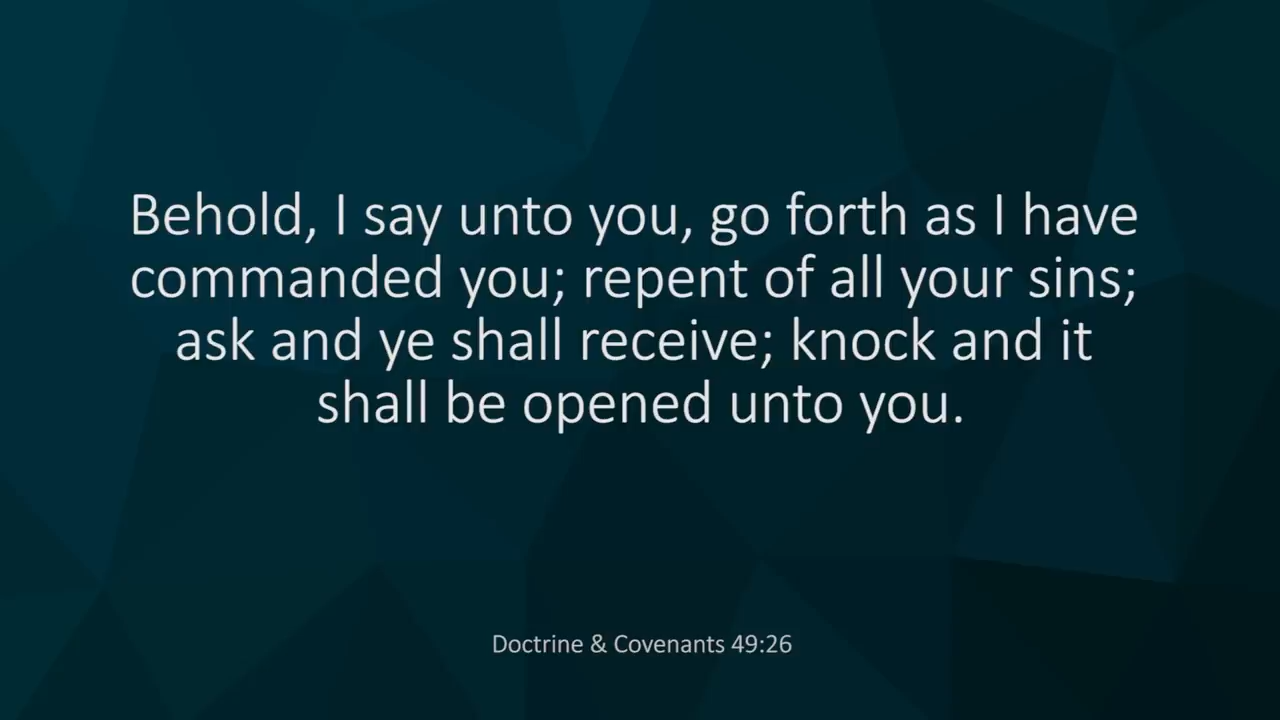 Behold, I say unto you, go forth as I have
commanded you; repent of all your sins;
ask and ye shall receive; knock and it
shall be opened unto you.
Doctrine & Covenants 49:26